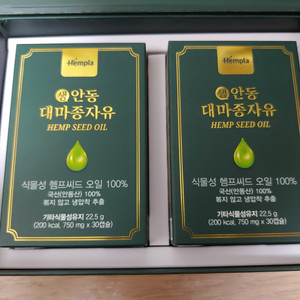 Hempla
생 안동
대마종자유
HEMP SEED OIL
식물성 헴프씨드 오일 100%
국산(안동산) 100%
볶지 않고 냉압착 추출
기타식물성유지 22.5 g
(200 kcal, 750 mg x 30캡슐)
Hempla
생 안동
대마종자유
HEMP SEED OIL
식물성 헴프씨드 오일 100%
국산(안동산) 100%
볶지 않고 냉압착 추출
기타식물성유지 22.5 g
(200 kcal, 750 mg x 30캡슐)